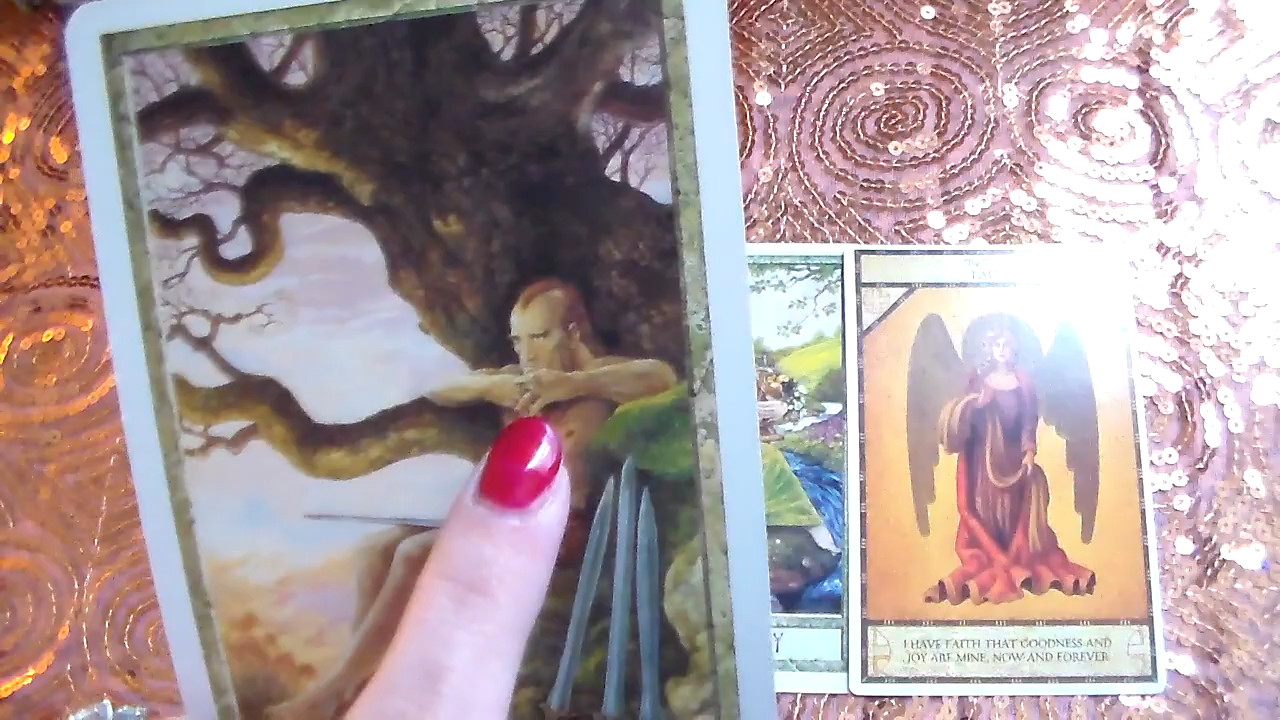 Y
I HAVE FAITH THAT GOODNESS AND
JOY ARE MINE, NOW AND FOREVER